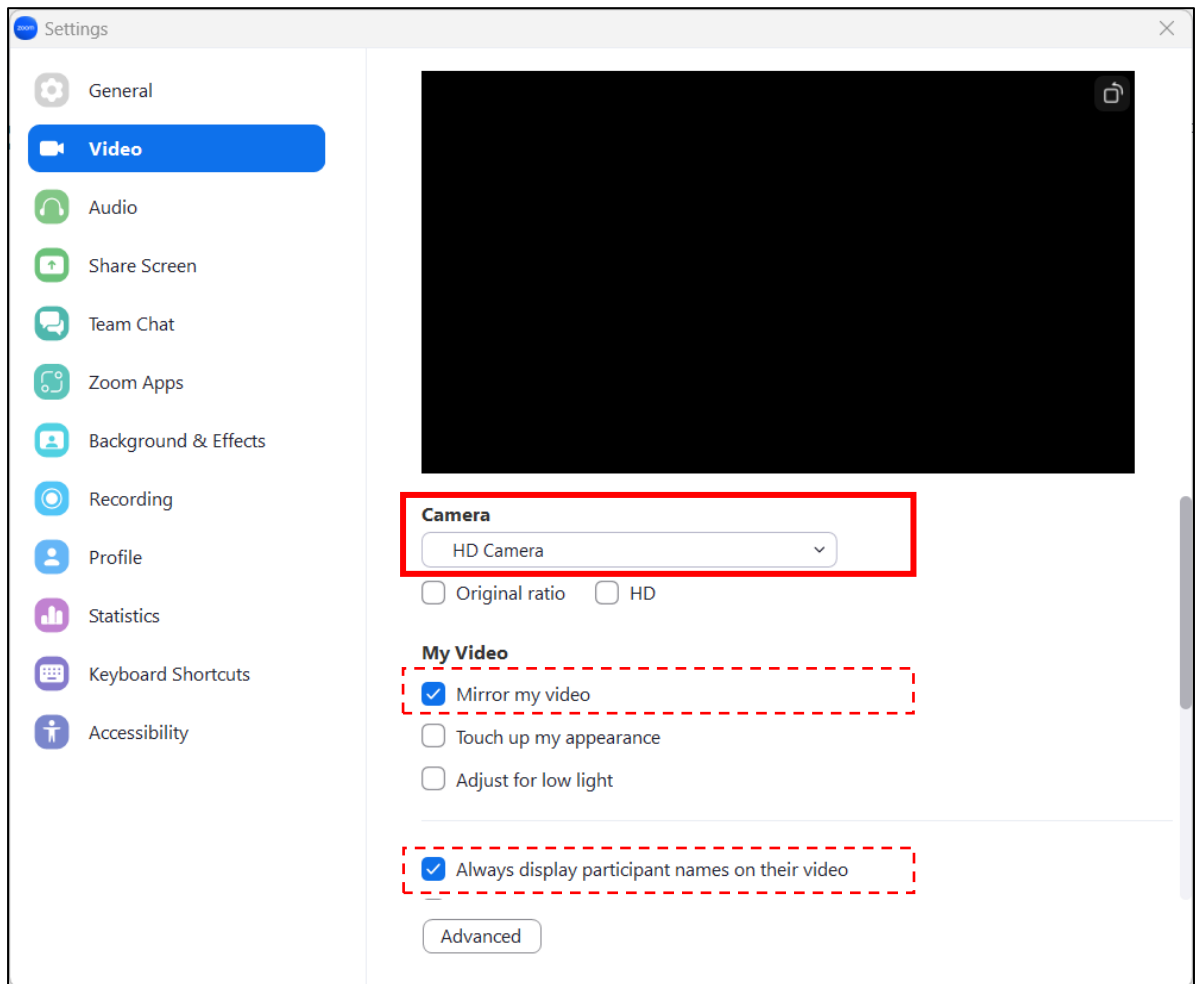 zoom Settings
General
Video
Audio
Share Screen
Team Chat
Zoom Apps
Background & Effects
Recording
Profile
Statistics
Keyboard Shortcuts
Accessibility
Camera
HD Camera
Original ratio HD
My Video
Mirror my video
Touch up my appearance
Adjust for low light
Always display participant names on their video
Advanced